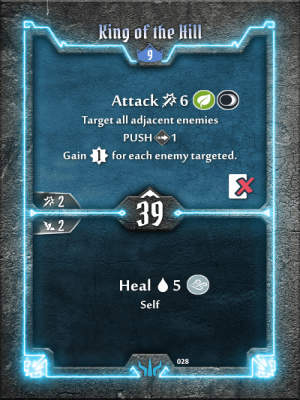 King of the Hill
9
Attack 6
Target all adjacent enemies
PUSH 1
Gain 1 for each enemy targeted.
2
39
2
Heal 5
Self
028